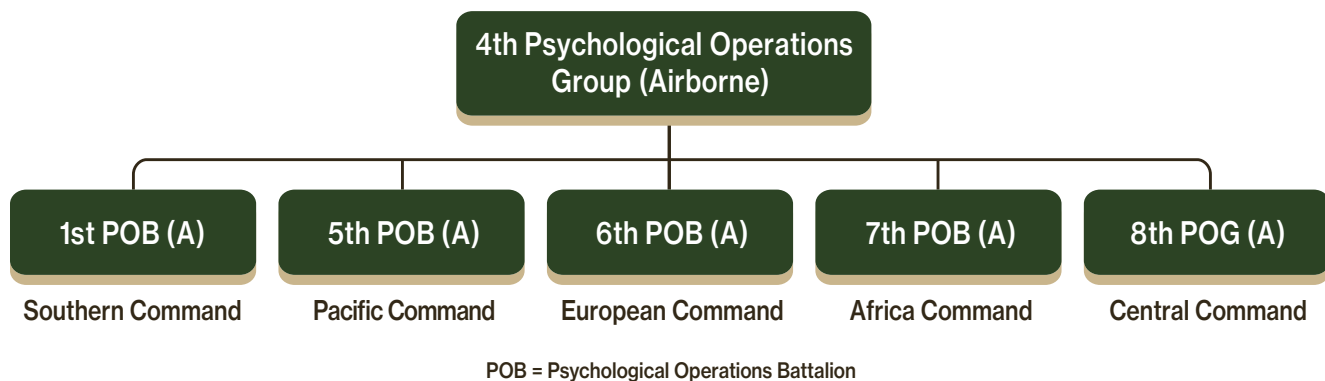 4th Psychological Operations
Group (Airborne)
1st POB (A)
5th POB (A)
6th POB (A)
7th POB (A)
8th POG (A)
Southern Command
Pacific Command
European Command
Africa Command
Central Command
POB = Psychological Operations Battalion